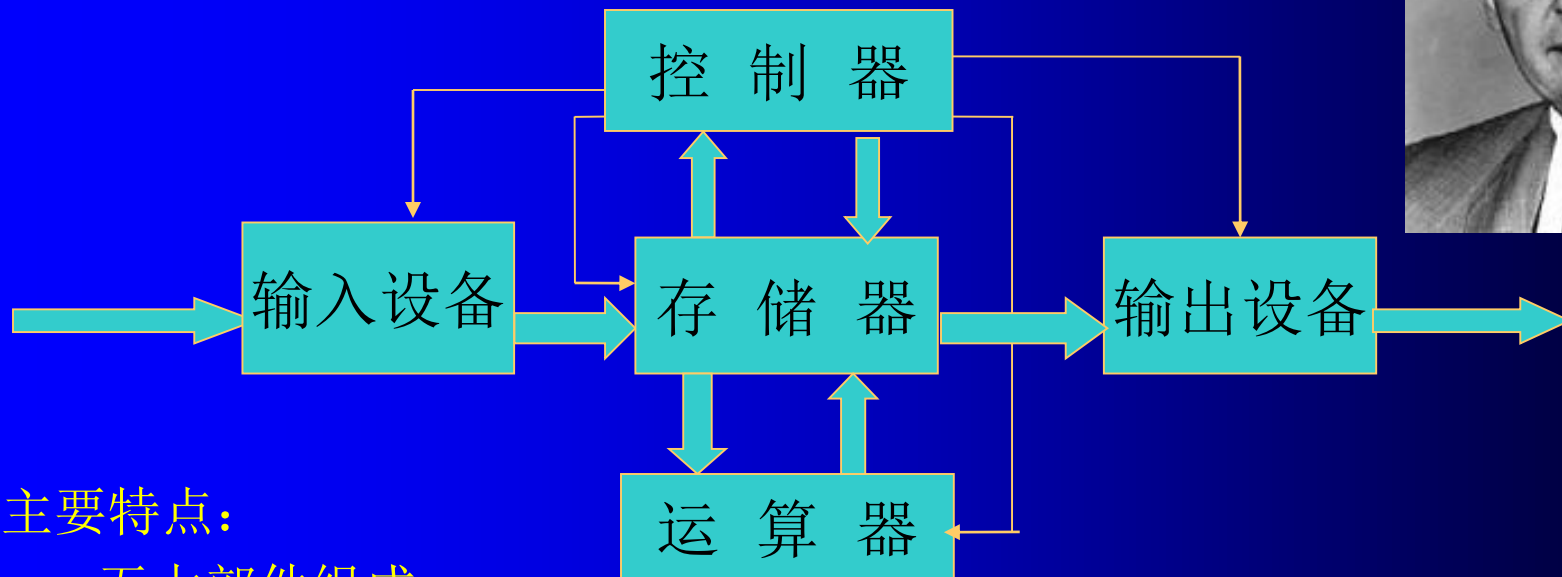 控 制 器
输入设备
存 储 器
输出设备
运 算 器
主要特点：